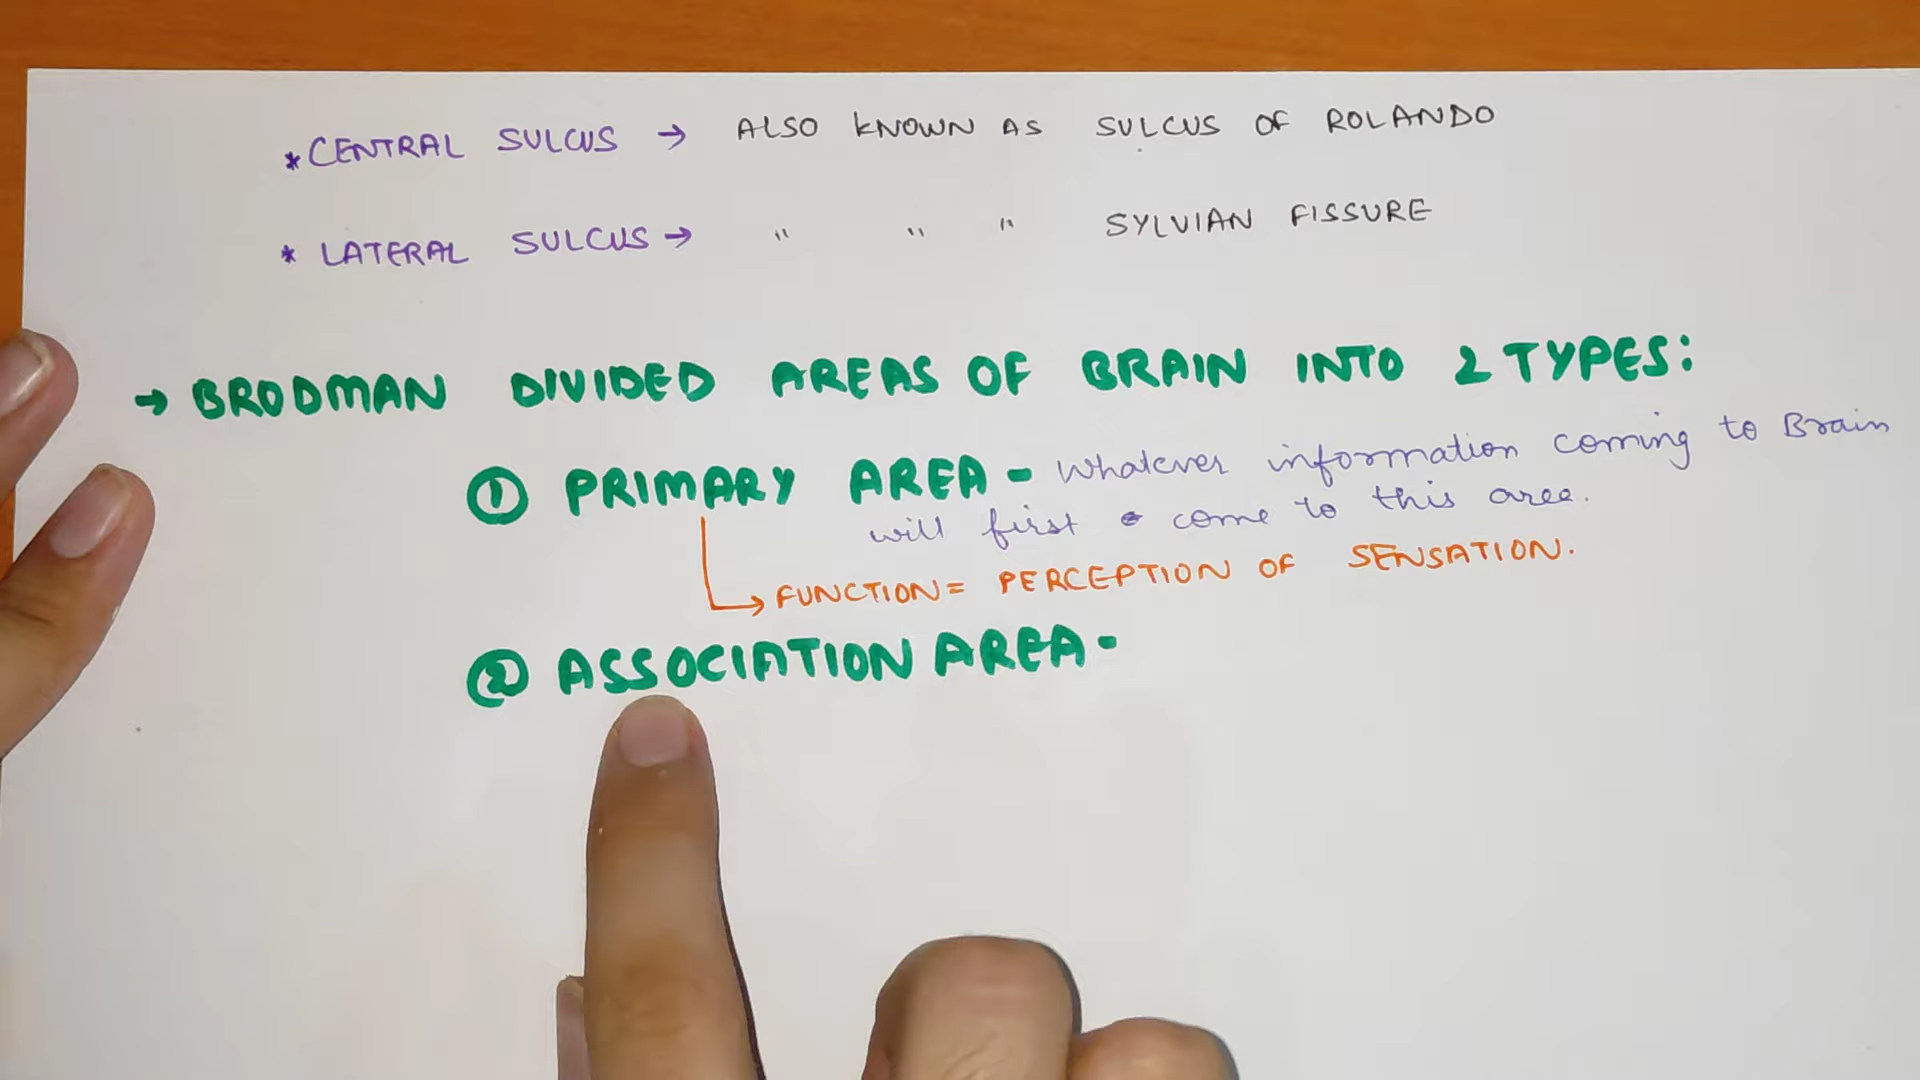 * CENTRAL SULCUS → ALSO KNOWN AS SULCUS OF ROLANDO
* LATERAL SULCUS → " " " SYLVIAN FISSURE
→ BRODMAN DIVIDED AREAS OF BRAIN INTO 2 TYPES:
① PRIMARY AREA - Whatever information coming to Brain
will first come to this area.
→ FUNCTION = PERCEPTION OF SENSATION.
② ASSOCIATION AREA -